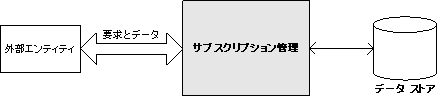 外部エンティティ
要求とデータ
サブスクリプション管理
データ ストア